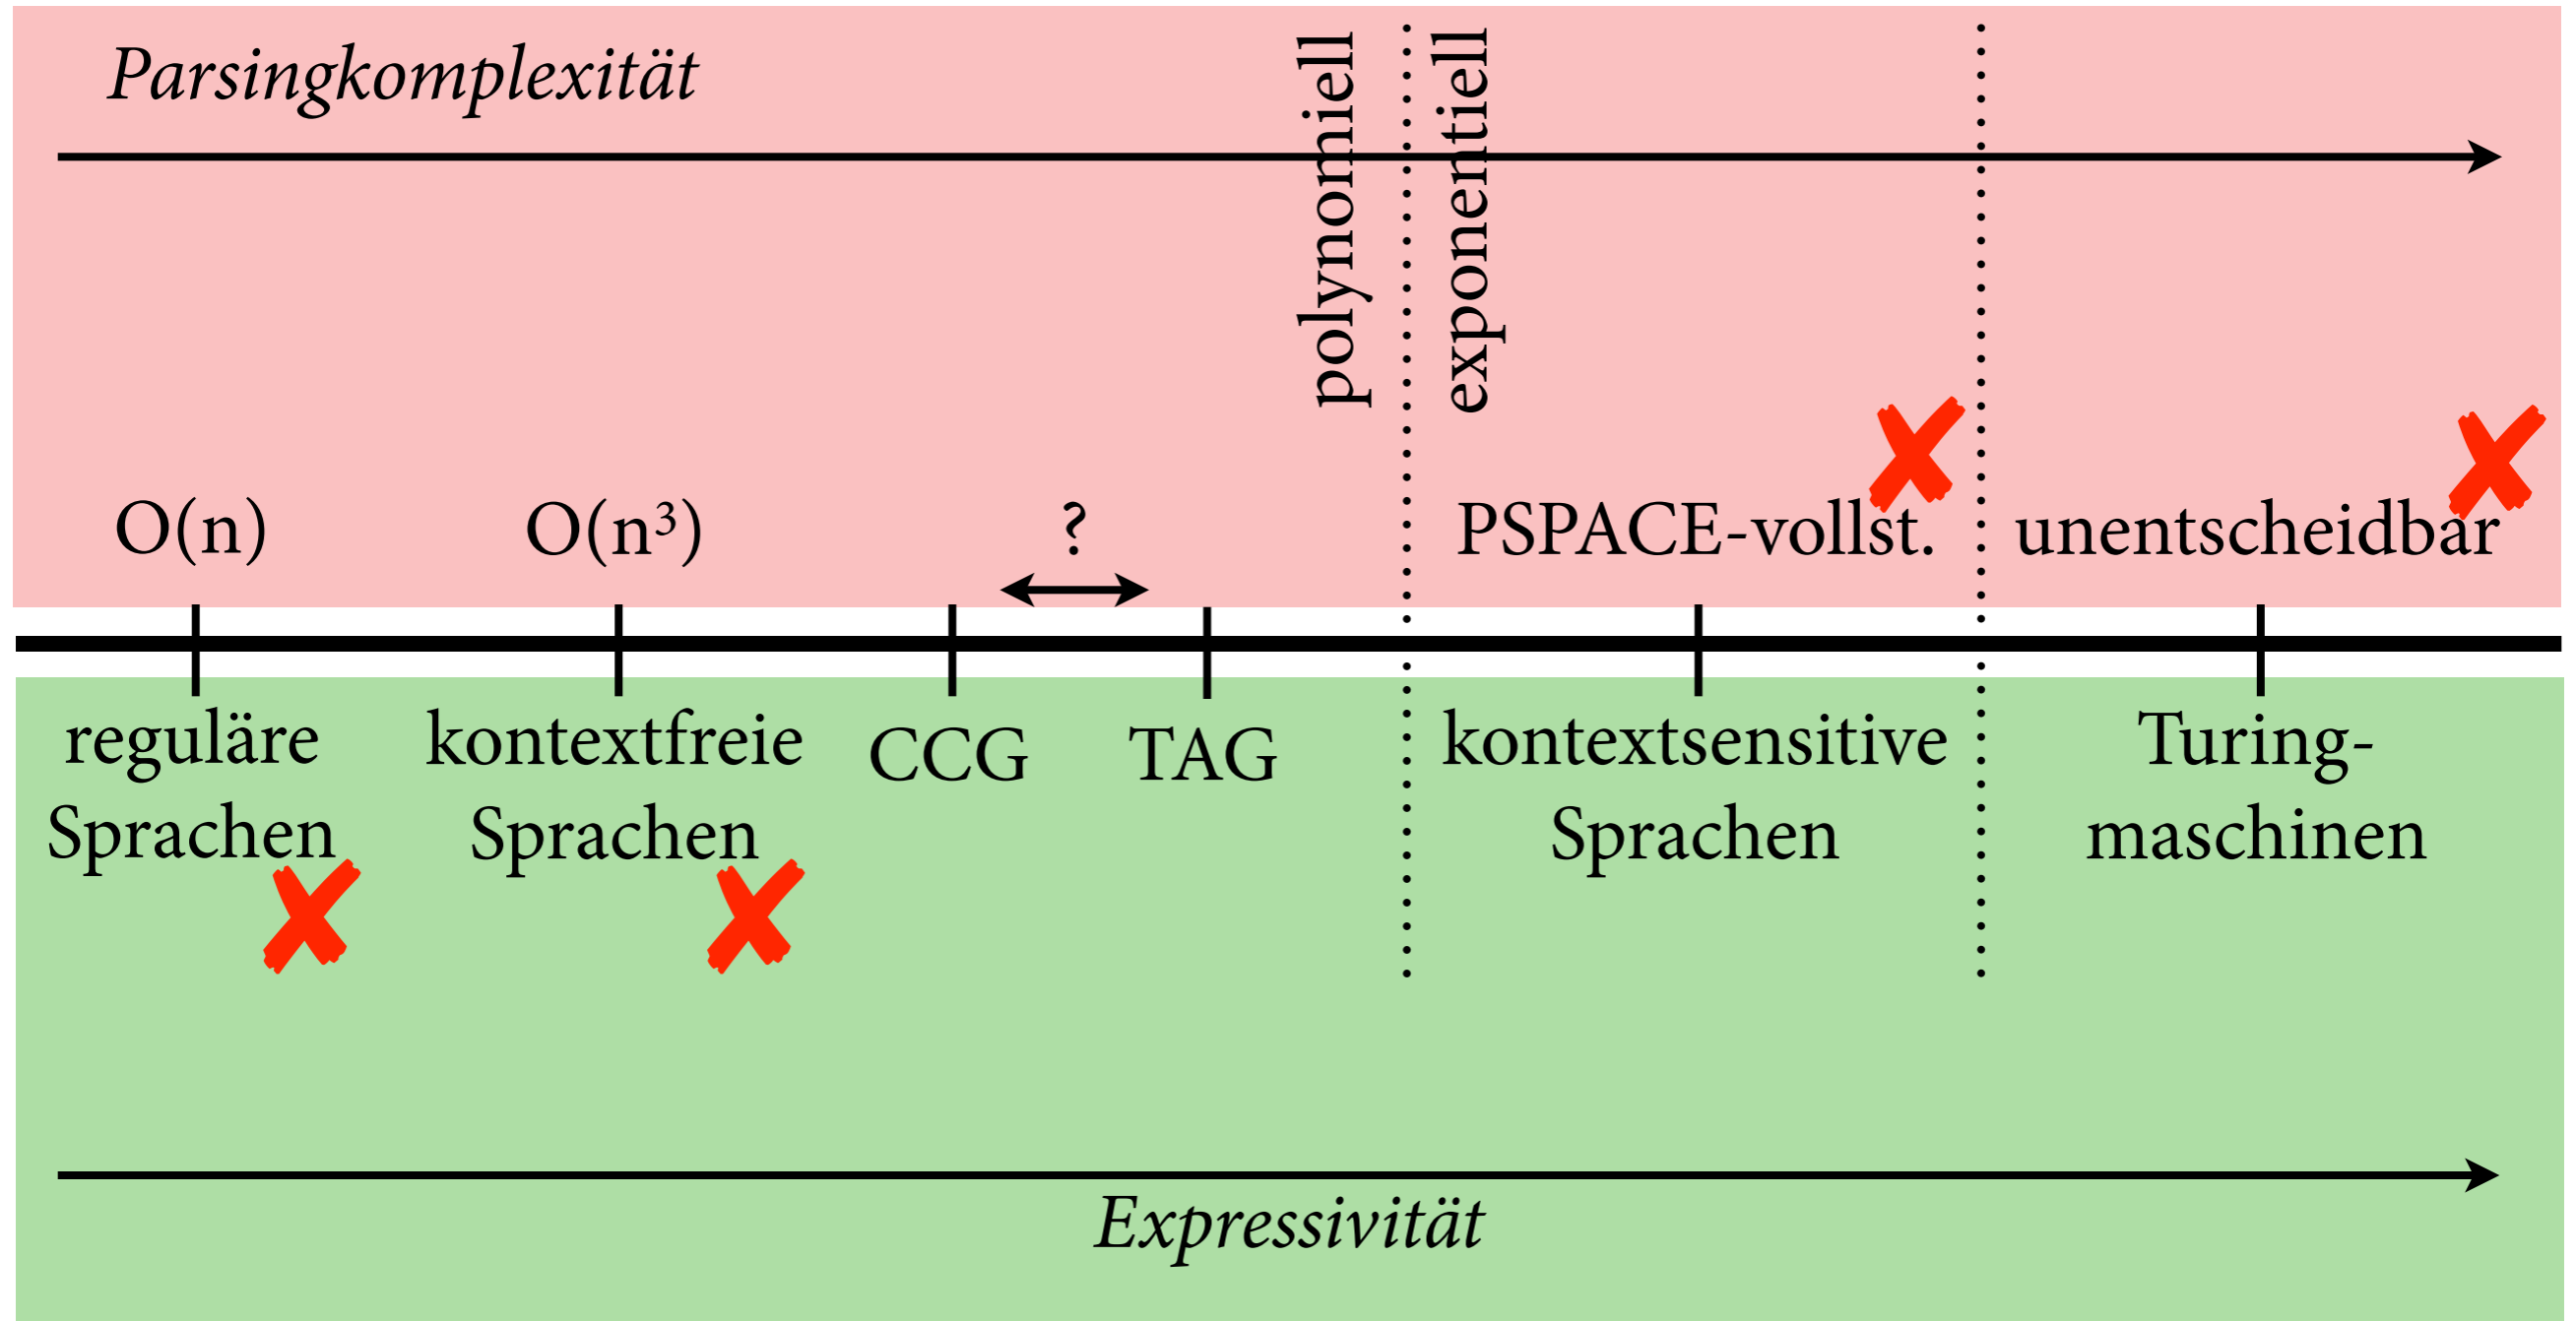 Parsingkomplexität
polynomiell
exponentiell
O(n)
O(n³)
?
PSPACE-vollst.
unentscheidbar
reguläre
Sprachen
kontextfreie
Sprachen
CCG
TAG
kontextsensitive
Sprachen
Turing-
maschinen
Expressivität